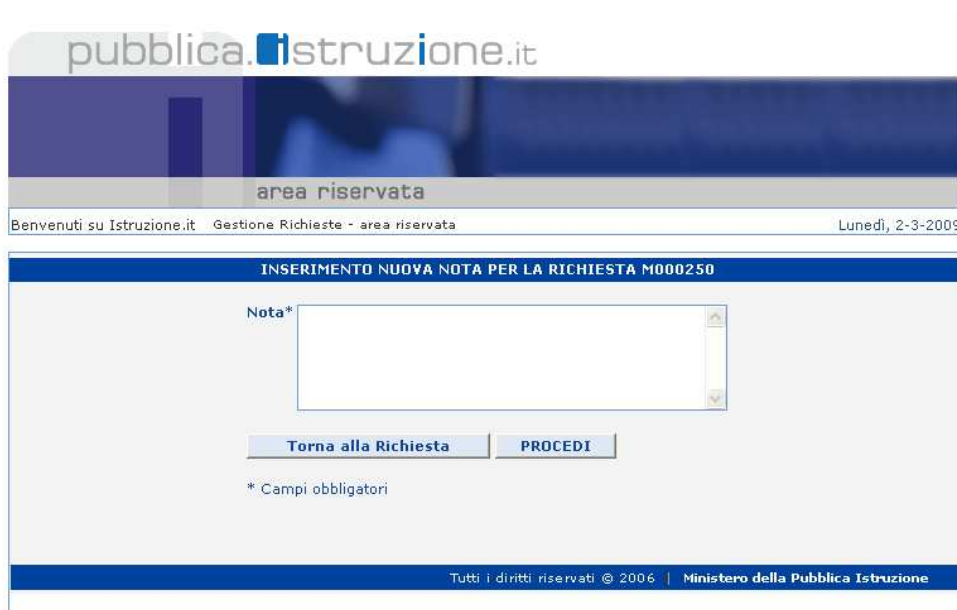 pubblica.istruzione.it
area riservata
Benvenuti su Istruzione.it Gestione Richieste - area riservata Lunedì, 2-3-2009
INSERIMENTO NUOVA NOTA PER LA RICHIESTA M000250
Nota*
Torna alla Richiesta PROCEDI
* Campi obbligatori
Tutti i diritti riservati © 2006 | Ministero della Pubblica Istruzione